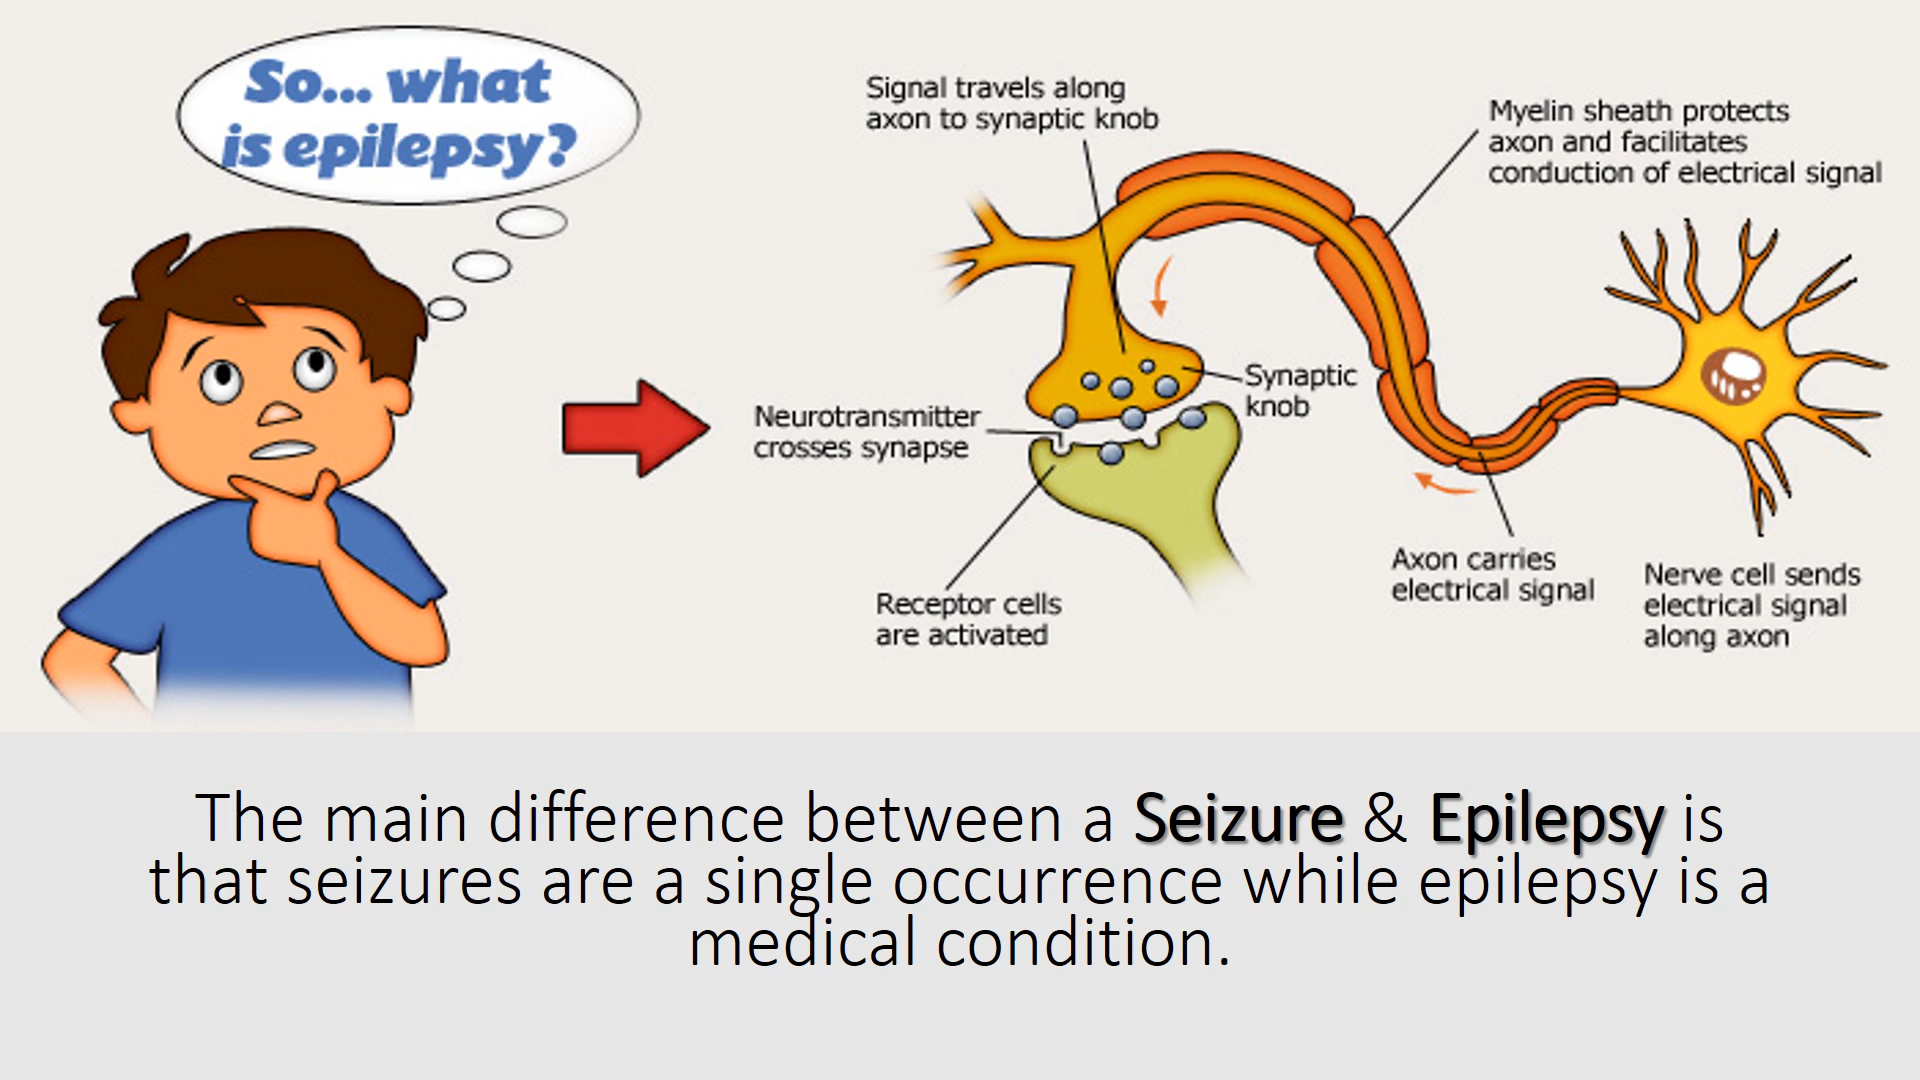 So... what
is epilepsy?
Signal travels along
axon to synaptic knob
Myelin sheath protects
axon and facilitates
conduction of electrical signal
Synaptic
knob
Neurotransmitter
crosses synapse
Receptor cells
are activated
Axon carries
electrical signal
Nerve cell sends
electrical signal
along axon
The main difference between a Seizure & Epilepsy is
that seizures are a single occurrence while epilepsy is a
medical condition.